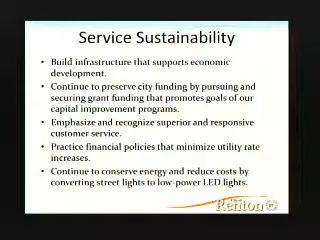 Service Sustainability
• Build infrastructure that supports economic
development.
• Continue to preserve city funding by pursuing and
securing grant funding that promotes goals of our
capital improvement programs.
• Emphasize and recognize superior and responsive
customer service.
• Practice financial policies that minimize utility rate
increases.
• Continue to conserve energy and reduce costs by
converting street lights to low-power LED lights.
Renton